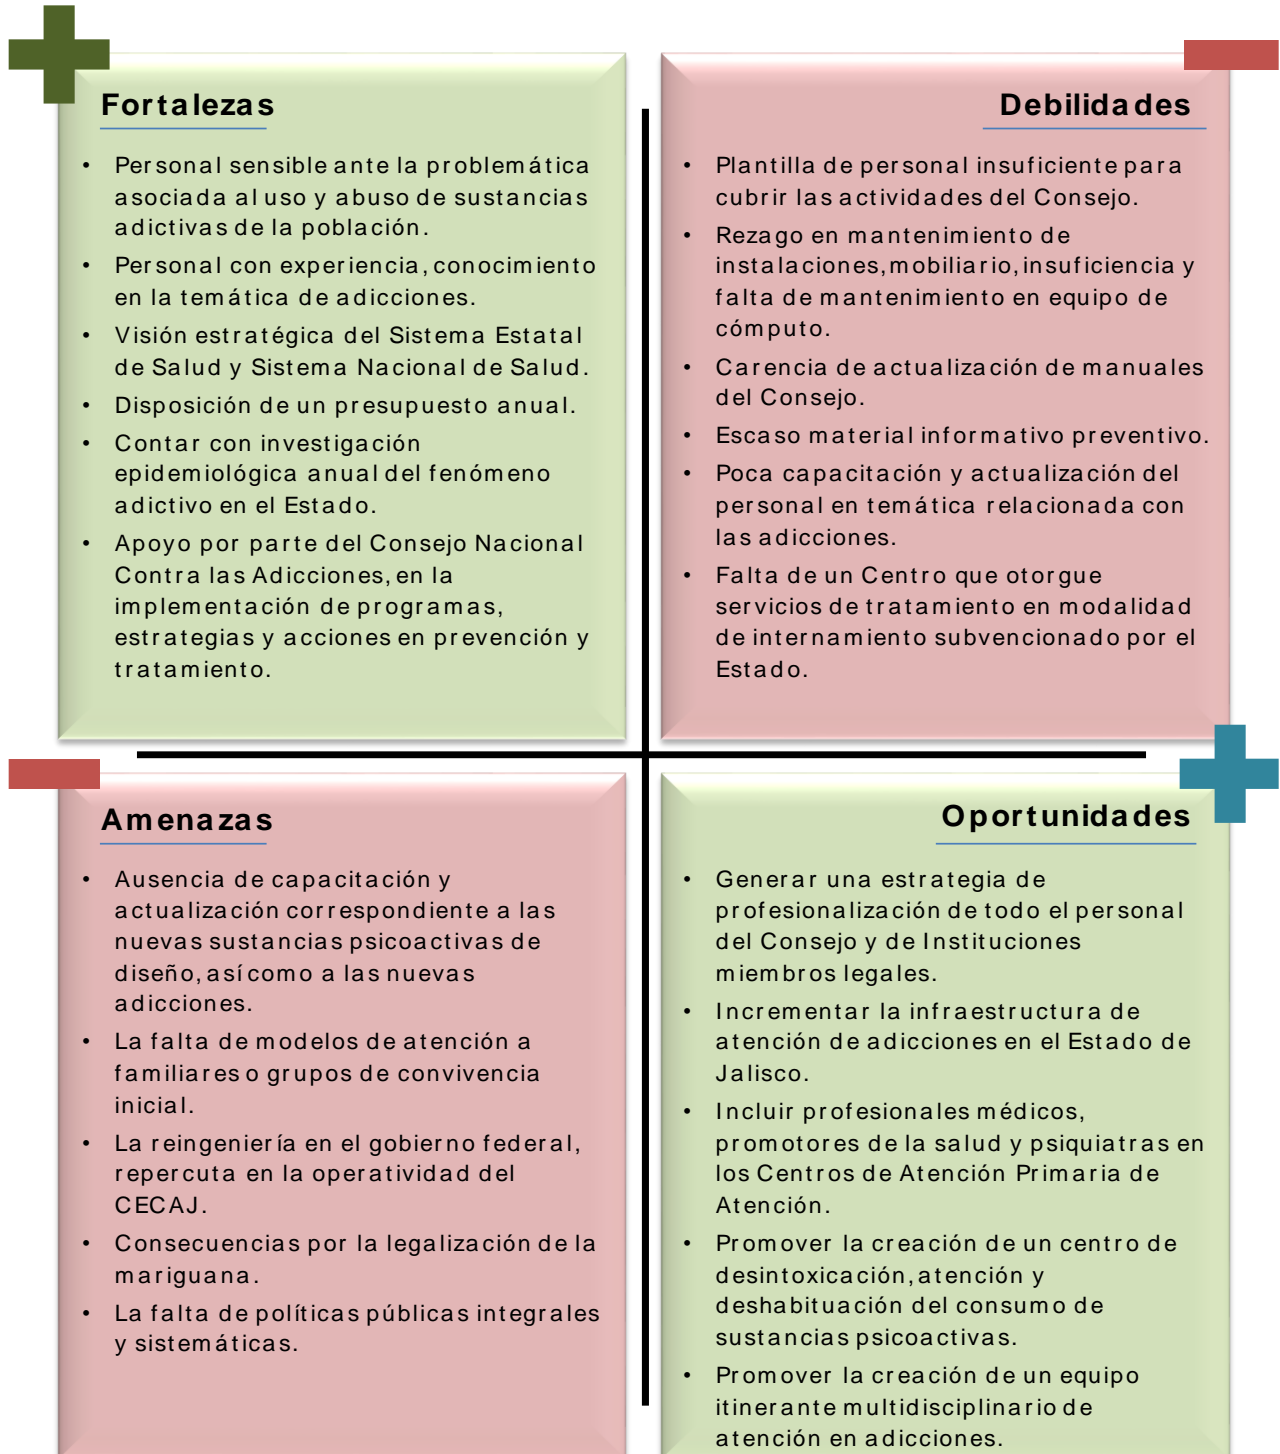 Fortalezas
• Personal sensible ante la problemática
asociada al uso y abuso de sustancias
adictivas de la población.
• Personal con experiencia, conocimiento
en la temática de adicciones.
• Visión estratégica del Sistema Estatal
de Salud y Sistema Nacional de Salud.
• Disposición de un presupuesto anual.
• Contar con investigación
epidemiológica anual del fenómeno
adictivo en el Estado.
• Apoyo por parte del Consejo Nacional
Contra las Adicciones, en la
implementación de programas,
estrategias y acciones en prevención y
tratamiento.
Debilidades
• Plantilla de personal insuficiente para
cubrir las actividades del Consejo.
• Rezago en mantenimiento de
instalaciones, mobiliario, insuficiencia y
falta de mantenimiento en equipo de
cómputo.
• Carencia de actualización de manuales
del Consejo.
• Escaso material informativo preventivo.
• Poca capacitación y actualización del
personal en temática relacionada con
las adicciones.
• Falta de un Centro que otorgue
servicios de tratamiento en modalidad
de internamiento subvencionado por el
Estado.
Amenazas
• Ausencia de capacitación y
actualización correspondiente a las
nuevas sustancias psicoactivas de
diseño, así como a las nuevas
adicciones.
• La falta de modelos de atención a
familiares o grupos de convivencia
inicial.
• La reingeniería en el gobierno federal,
repercuta en la operatividad del
CECAJ.
• Consecuencias por la legalización de la
mariguana.
• La falta de políticas públicas integrales
y sistemáticas.
Oportunidades
• Generar una estrategia de
profesionalización de todo el personal
del Consejo y de Instituciones
miembros legales.
• Incrementar la infraestructura de
atención de adicciones en el Estado de
Jalisco.
• Incluir profesionales médicos,
promotores de la salud y psiquiatras en
los Centros de Atención Primaria de
Atención.
• Promover la creación de un centro de
desintoxicación, atención y
deshabituación del consumo de
sustancias psicoactivas.
• Promover la creación de un equipo
itinerante multidisciplinario de
atención en adicciones.